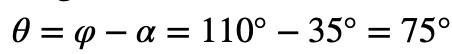 θ = φ − α = 110° − 35° = 75°